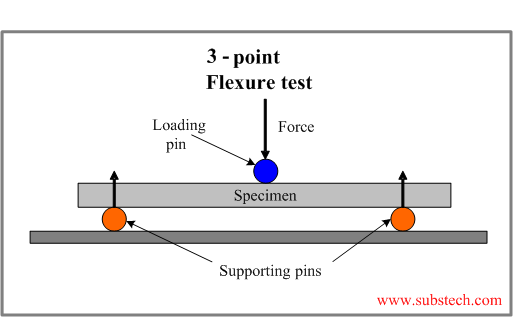 3 - point
Flexure test
Loading
pin
Force
Specimen
Supporting pins
www.substech.com